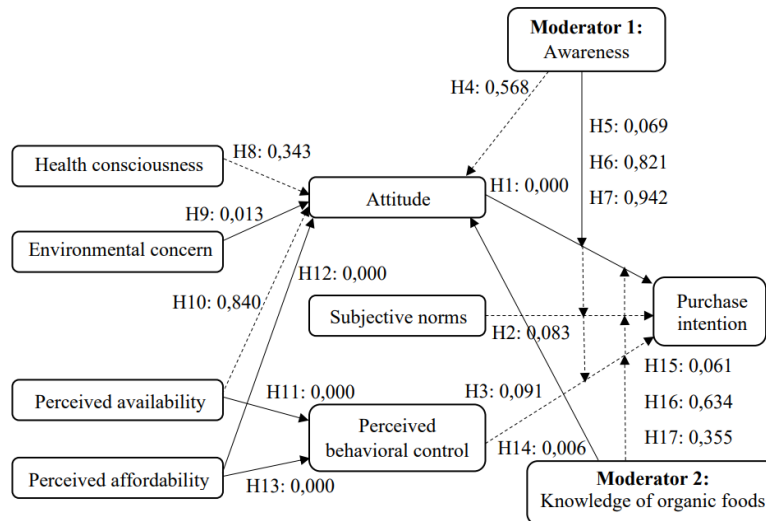 Moderator 1:
Awareness
H4: 0,568
H5: 0,069
H6: 0,821
H7: 0,942
Health consciousness
H8: 0,343
Attitude
H1: 0,000
H9: 0,013
Environmental concern
H12: 0,000
H10: 0,840
Subjective norms
H2: 0,083
Purchase
intention
H15: 0,061
H16: 0,634
H17: 0,355
Perceived availability
H11: 0,000
H3: 0,091
Perceived
behavioral control
H14: 0,006
Perceived affordability
H13: 0,000
Moderator 2:
Knowledge of organic foods